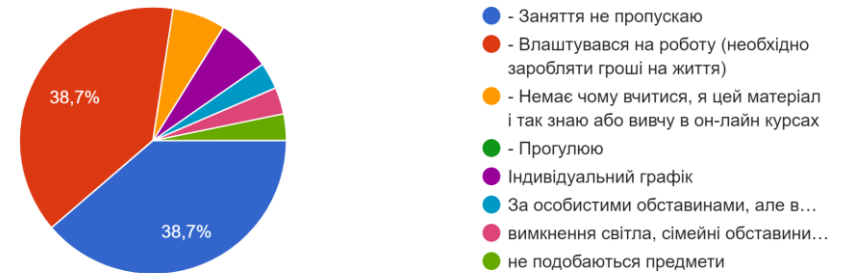 38,7%
38,7%
- Заняття не пропускаю
- Влаштувався на роботу (необхідно
заробляти гроші на життя)
- Немає чому вчитися, я цей матеріал
і так знаю або вивчу в он-лайн курсах
- Прогулюю
Індивідуальний графік
За особистими обставинами, але в…
вимкнення світла, сімейні обставини…
не подобаються предмети